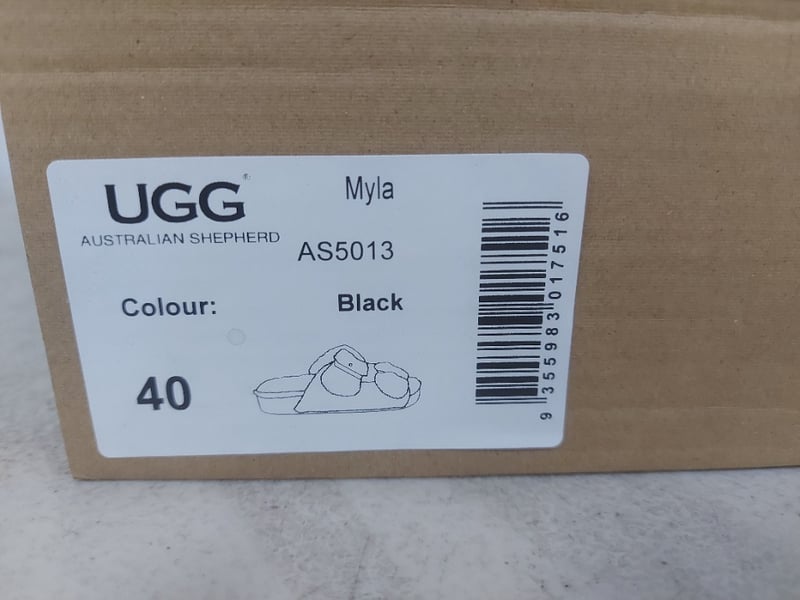 UGG®
AUSTRALIAN SHEPHERD
Myla
AS5013
Colour: Black
40
9 355983 017516